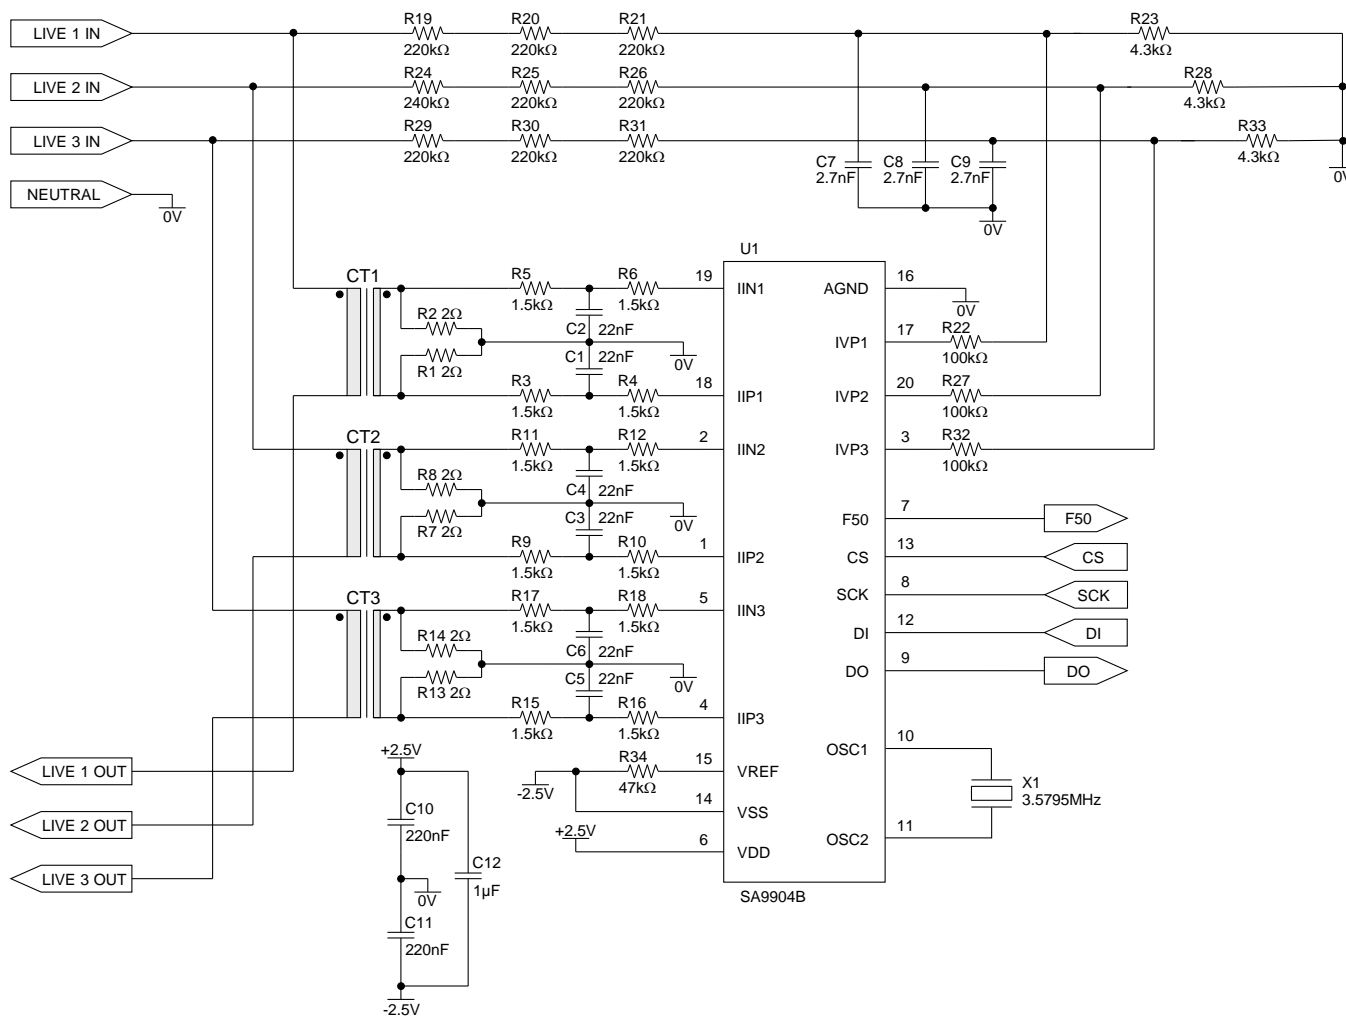 LIVE 1 IN
R19
220kΩ
R20
220kΩ
R21
220kΩ
R23
4.3kΩ
LIVE 2 IN
R24
240kΩ
R25
220kΩ
R26
220kΩ
R28
4.3kΩ
LIVE 3 IN
R29
220kΩ
R30
220kΩ
R31
220kΩ
R33
4.3kΩ
C7
2.7nF
C8
2.7nF
C9
2.7nF
0V
0V
NEUTRAL
0V
U1
CT1
R5
1.5kΩ
R6
1.5kΩ
19
IIN1
R2 2Ω
C2
22nF
R1 2Ω
C1
22nF
0V
R3
1.5kΩ
R4
1.5kΩ
18
IIP1
CT2
R11
1.5kΩ
R12
1.5kΩ
2
IIN2
R8 2Ω
C4
22nF
R7 2Ω
C3
22nF
0V
R9
1.5kΩ
R10
1.5kΩ
1
IIP2
CT3
R17
1.5kΩ
R18
1.5kΩ
5
IIN3
R14 2Ω
C6
22nF
R13 2Ω
C5
22nF
0V
R15
1.5kΩ
R16
1.5kΩ
4
IIP3
R34
47kΩ
15
VREF
-2.5V
14
VSS
+2.5V
6
VDD
AGND
16
0V
IVP1
17
R22
100kΩ
IVP2
20
R27
100kΩ
IVP3
3
R32
100kΩ
F50
7
F50
CS
13
CS
SCK
8
SCK
DI
12
DI
DO
9
DO
OSC1
10
X1
3.5795MHz
OSC2
11
SA9904B
LIVE 1 OUT
LIVE 2 OUT
LIVE 3 OUT
+2.5V
C10
220nF
C12
1µF
0V
C11
220nF
-2.5V